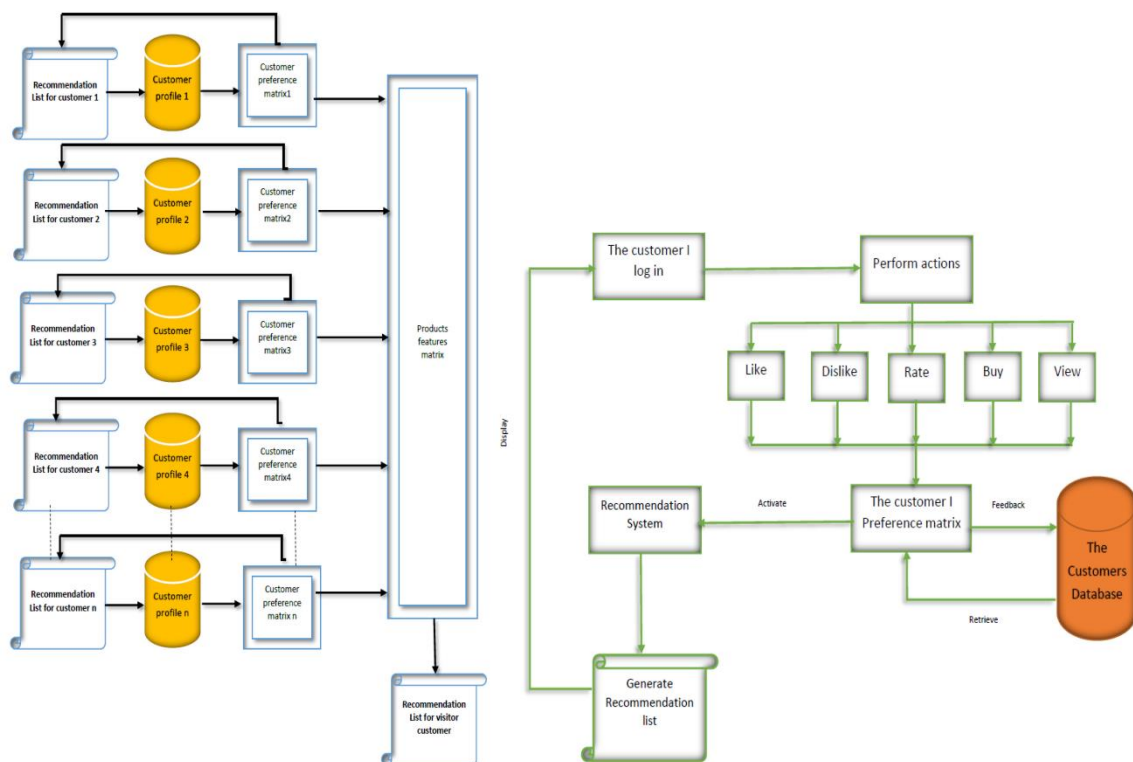 Recommendation
List for customer 1
Customer
profile 1
Customer
preference
matrix1
Recommendation
List for customer 2
Customer
profile 2
Customer
preference
matrix2
Recommendation
List for customer 3
Customer
profile 3
Customer
preference
matrix3
Recommendation
List for customer 4
Customer
profile 4
Customer
preference
matrix4
Recommendation
List for customer n
Customer
profile n
Customer
preference
matrix n
Products
features
matrix
Recommendation
List for visitor
customer
The customer I
log in
Perform actions
Like
Dislike
Rate
Buy
View
Display
Recommendation
System
Activate
The customer I
Preference matrix
Feedback
The
Customers
Database
Retrieve
Generate
Recommendation
list